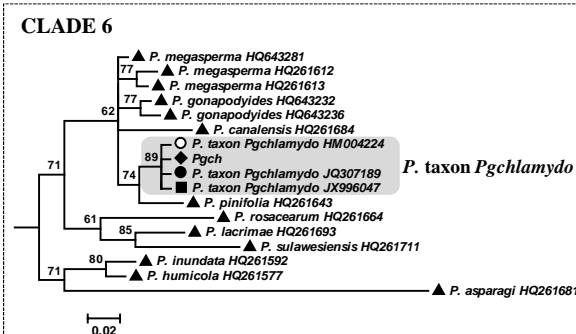 CLADE 6
P. megasperma HQ643281
77
P. megasperma HQ261612
P. megasperma HQ261613
77
P. gonapodyides HQ643232
62
P. gonapodyides HQ643236
P. canalensis HQ261684
P. taxon Pgchlamydo HM004224
89
Pgch
P. taxon Pgchlamydo
71
74
P. taxon Pgchlamydo JQ307189
P. taxon Pgchlamydo JX996047
P. pinifolia HQ261643
61
P. rosacearum HQ261664
85
P. lacrimae HQ261693
P. sulawesiensis HQ261711
80
P. inundata HQ261592
71
P. humicola HQ261577
P. asparagi HQ261681
0.02